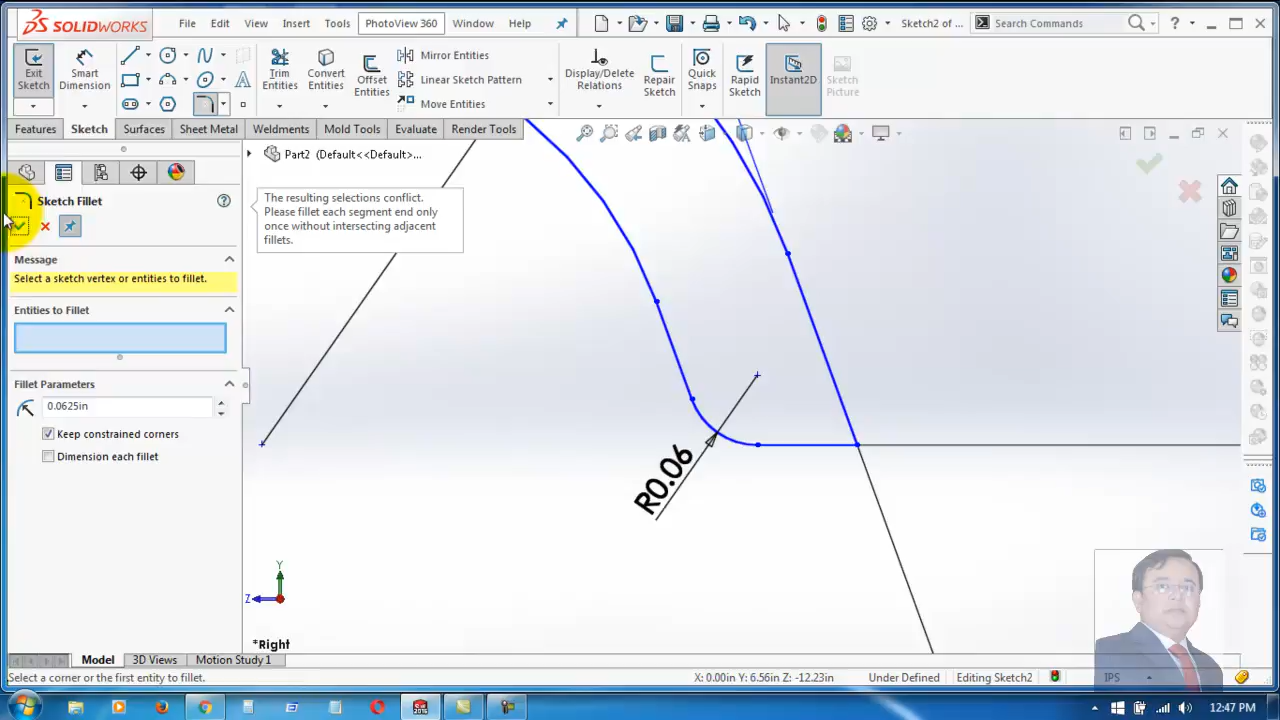 SOLIDWORKS
File Edit View Insert Tools PhotoView 360 Window Help
Sketch2 of ...
Search Commands
?
Exit Sketch
Smart Dimension
Trim Entities
Convert Entities
Offset Entities
Mirror Entities
Linear Sketch Pattern
Move Entities
Display/Delete Relations
Repair Sketch
Quick Snaps
Rapid Sketch
Instant2D
Sketch Picture
Features Sketch Surfaces Sheet Metal Weldments Mold Tools Evaluate Render Tools
Part2 (Default<<Default>...
Sketch Fillet
?
The resulting selections conflict.
Please fillet each segment end only
once without intersecting adjacent
fillets.
Message
Select a sketch vertex or entities to fillet.
Entities to Fillet
Fillet Parameters
0.0625in
Keep constrained corners
Dimension each fillet
R0.06
Y
Z
*Right
Model 3D Views Motion Study 1
Select a corner or the first entity to fillet.
X: 0.00in Y: 6.56in Z: -12.23in
Under Defined
Editing Sketch2
IPS
12:47 PM